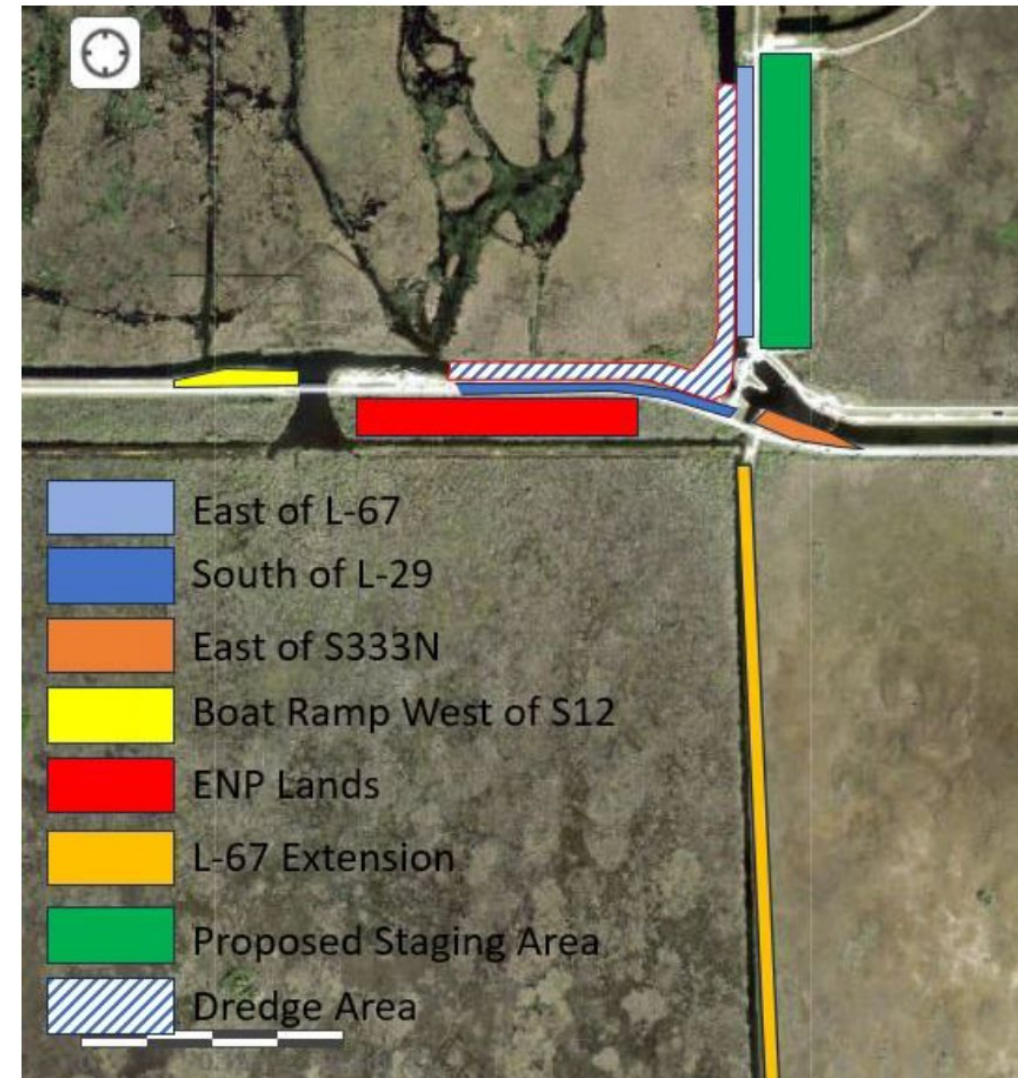 East of L-67
South of L-29
East of S333N
Boat Ramp West of S12
ENP Lands
L-67 Extension
Proposed Staging Area
Dredge Area